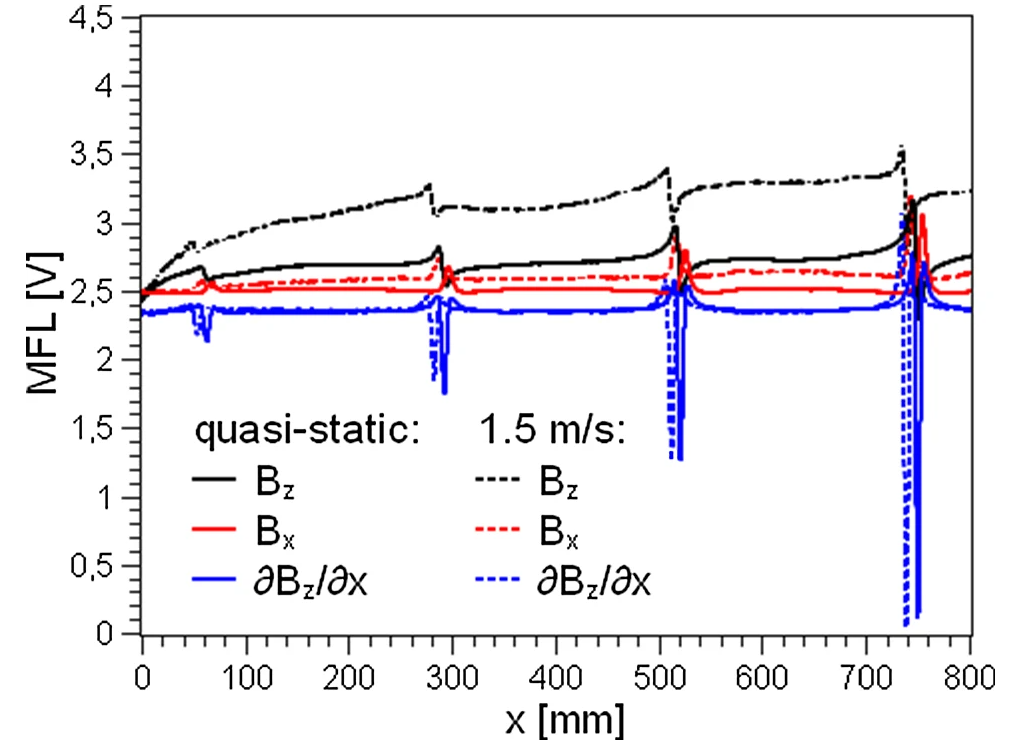 4,5
4
3,5
3
2,5
2
1,5
1
0,5
0
MFL [V]
quasi-static: 1.5 m/s:
Bz Bz
Bx Bx
∂Bz/∂x ∂Bz/∂x
0 100 200 300 400 500 600 700 800
x [mm]